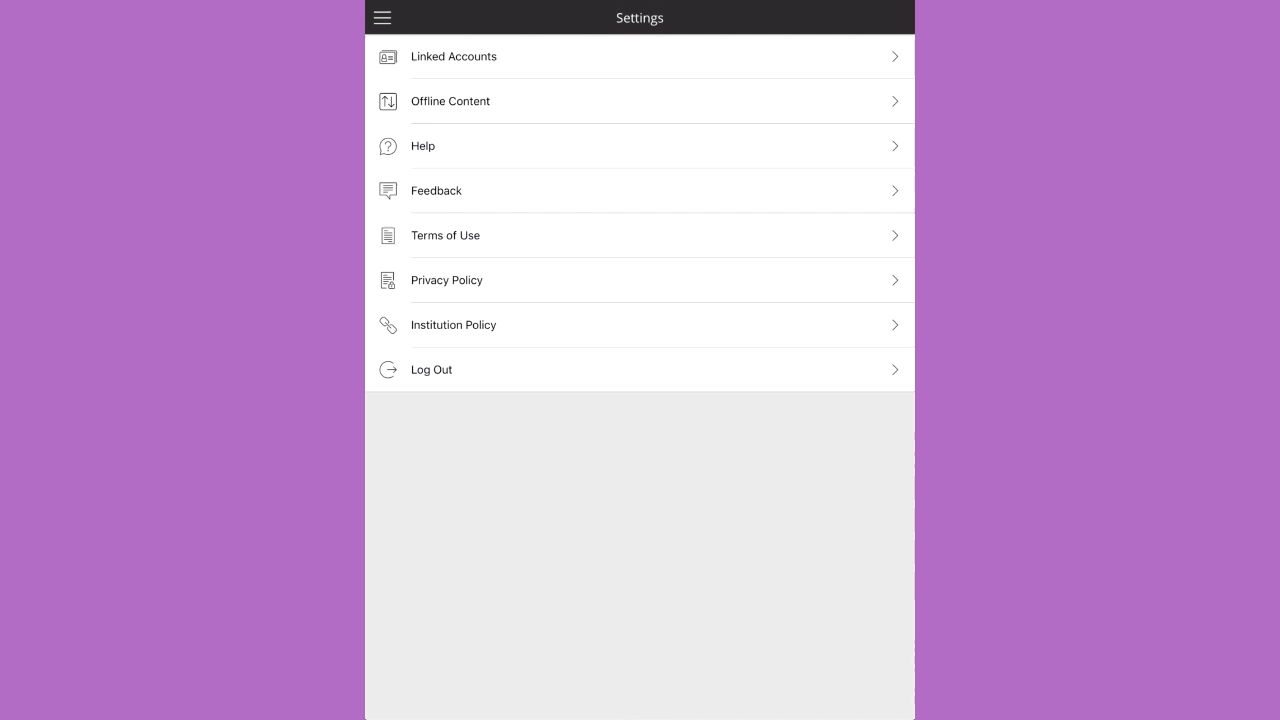 Settings
Linked Accounts
Offline Content
Help
Feedback
Terms of Use
Privacy Policy
Institution Policy
Log Out